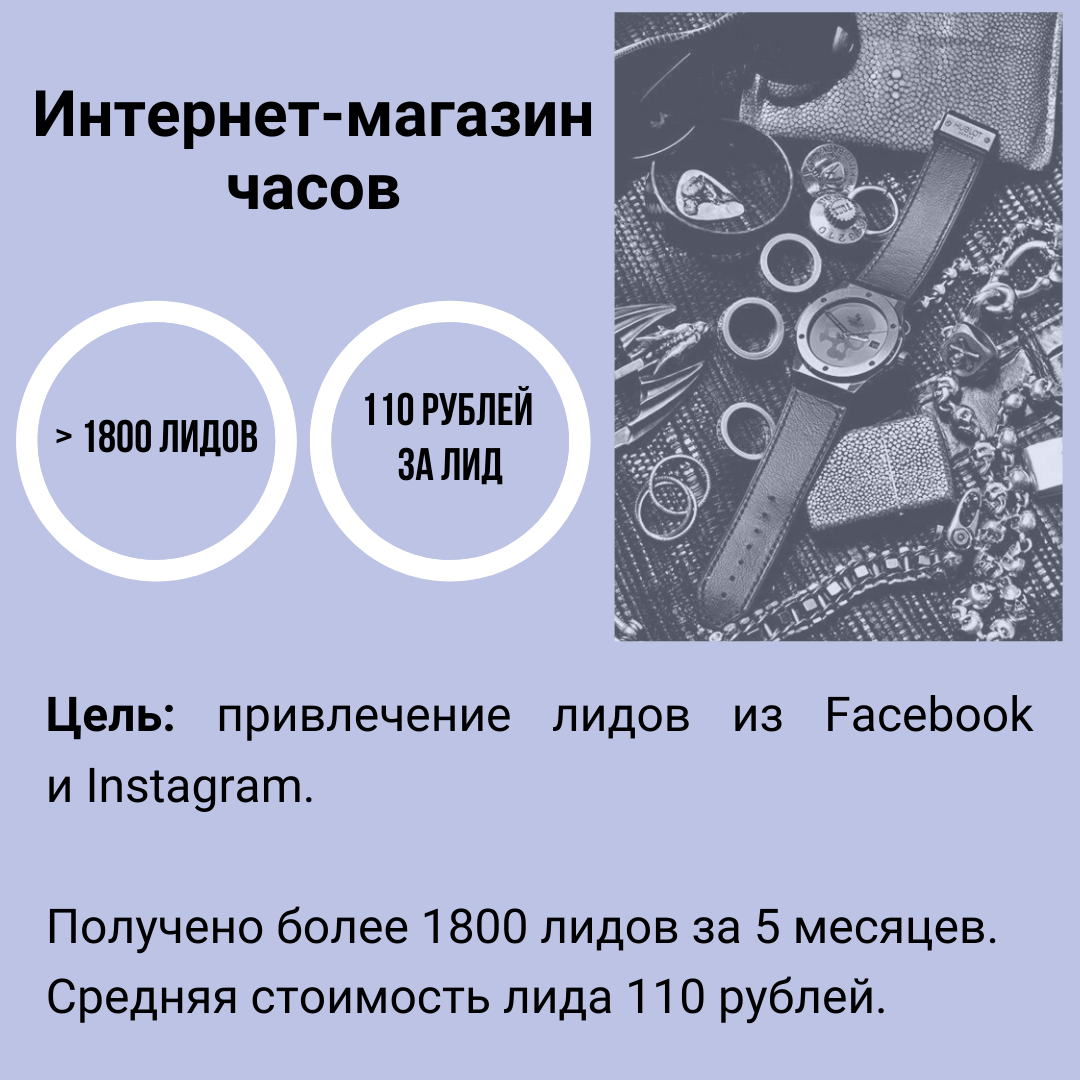 Интернет-магазин
часов
> 1800 ЛИДОВ
110 РУБЛЕЙ
ЗА ЛИД
HUBLOT
Цель: привлечение лидов из Facebook
и Instagram.
Получено более 1800 лидов за 5 месяцев.
Средняя стоимость лида 110 рублей.